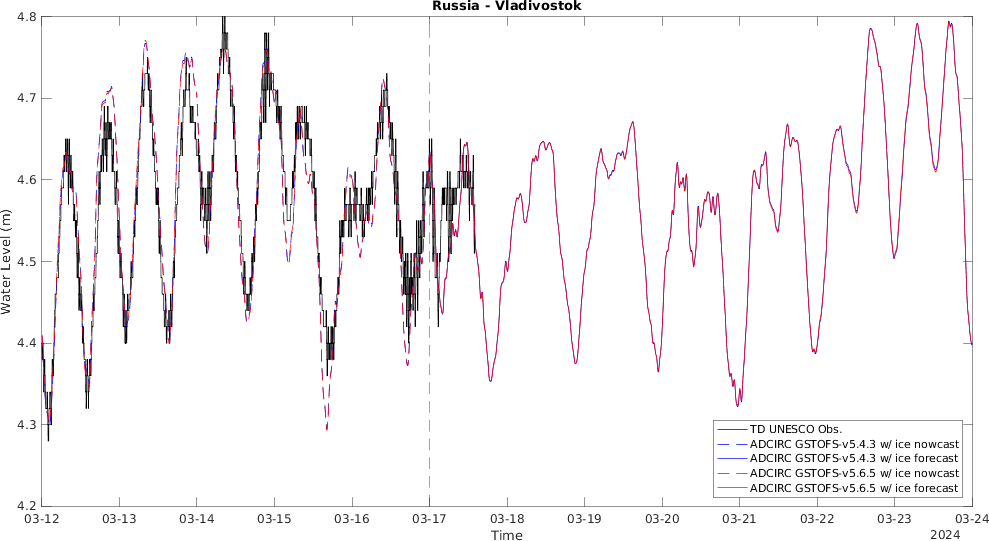 Russia - Vladivostok
Water Level (m)
4.8
4.7
4.6
4.5
4.4
4.3
4.2
03-12
03-13
03-14
03-15
03-16
03-17
03-18
03-19
03-20
03-21
03-22
03-23
03-24
Time
2024
TD UNESCO Obs.
ADCIRC GSTOFS-v5.4.3 w/ ice nowcast
ADCIRC GSTOFS-v5.4.3 w/ ice forecast
ADCIRC GSTOFS-v5.6.5 w/ ice nowcast
ADCIRC GSTOFS-v5.6.5 w/ ice forecast